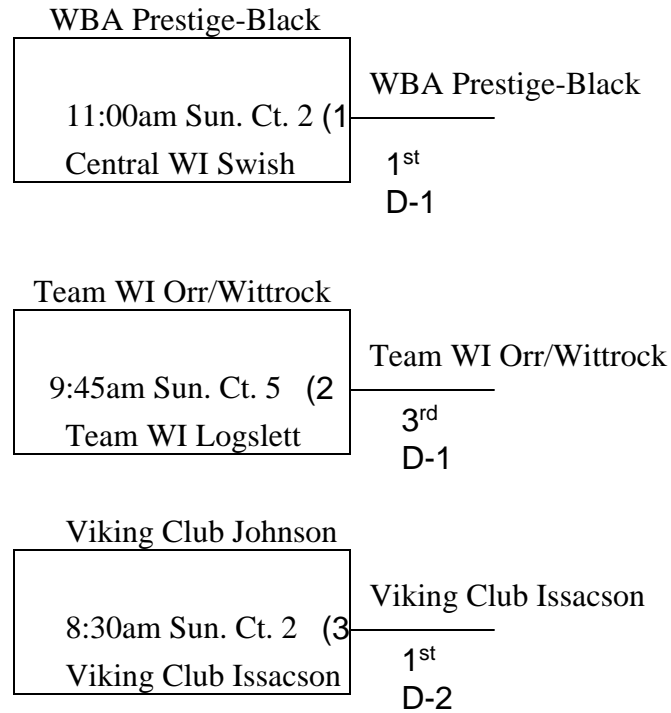 WBA Prestige-Black
WBA Prestige-Black
11:00am Sun. Ct. 2 (1
Central WI Swish
1st
D-1
Team WI Orr/Wittrock
Team WI Orr/Wittrock
9:45am Sun. Ct. 5 (2
Team WI Logslett
3rd
D-1
Viking Club Johnson
Viking Club Issacson
8:30am Sun. Ct. 2 (3
Viking Club Issacson
1st
D-2